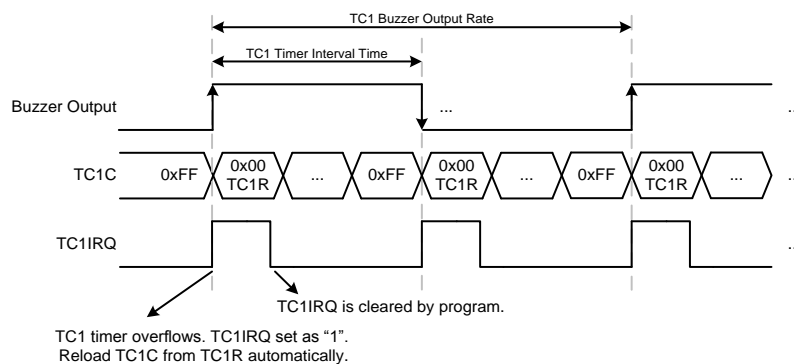 TC1 Buzzer Output Rate
TC1 Timer Interval Time
Buzzer Output
...
..
TC1C
0xFF
0x00
TC1R
...
0xFF
0x00
TC1R
...
0xFF
0x00
TC1R
...
..
TC1IRQ
..
TC1IRQ is cleared by program.
TC1 timer overflows. TC1IRQ set as “1”.
Reload TC1C from TC1R automatically.